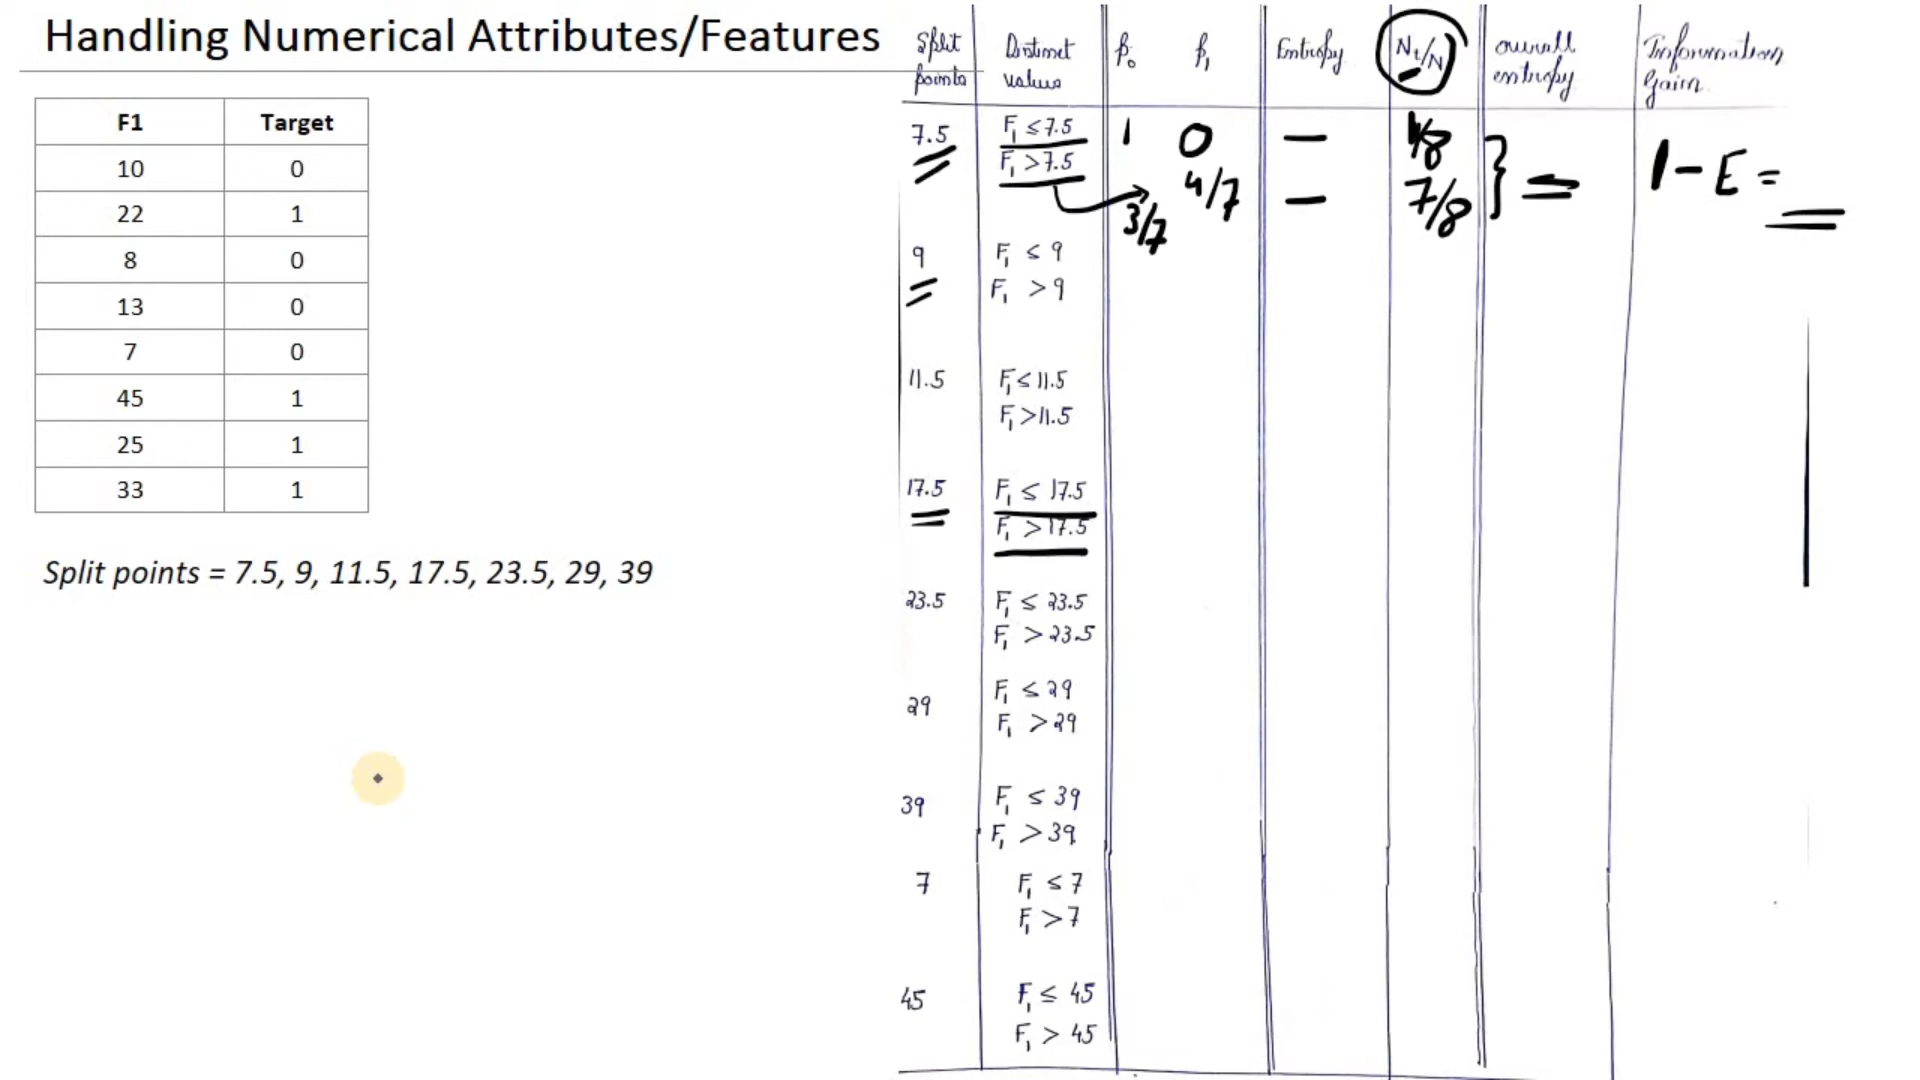 Handling Numerical Attributes/Features
F1 Target
10 0
22 1
8 0
13 0
7 0
45 1
25 1
33 1
Split points = 7.5, 9, 11.5, 17.5, 23.5, 29, 39
Split points Distinct values p₀ p₁ Entropy Nₜ/N overall entropy Information Gain
7.5 F₁ ≤ 7.5 1 0 – 1/8
F₁ > 7.5 3/7 4/7 – 7/8 } = 1 - E =
9 F₁ ≤ 9
F₁ > 9
11.5 F₁ ≤ 11.5
F₁ > 11.5
17.5 F₁ ≤ 17.5
F₁ > 17.5
23.5 F₁ ≤ 23.5
F₁ > 23.5
29 F₁ ≤ 29
F₁ > 29
39 F₁ ≤ 39
F₁ > 39
7 F₁ ≤ 7
F₁ > 7
45 F₁ ≤ 45
F₁ > 45